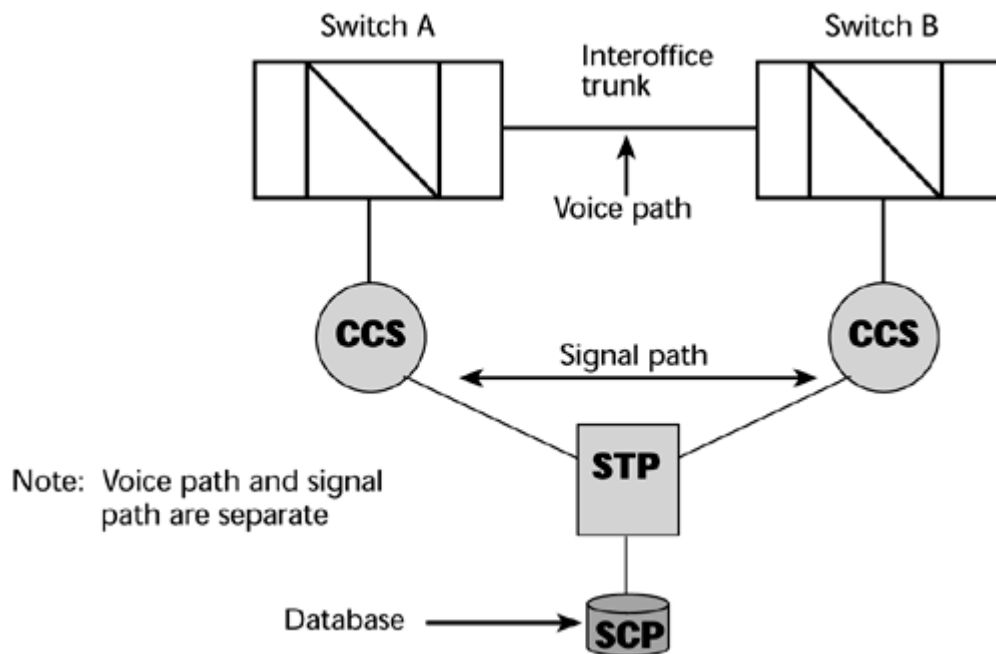 Switch A
Switch B
Interoffice
trunk
Voice path
CCS
CCS
Signal path
STP
Note: Voice path and signal
path are separate
Database
SCP